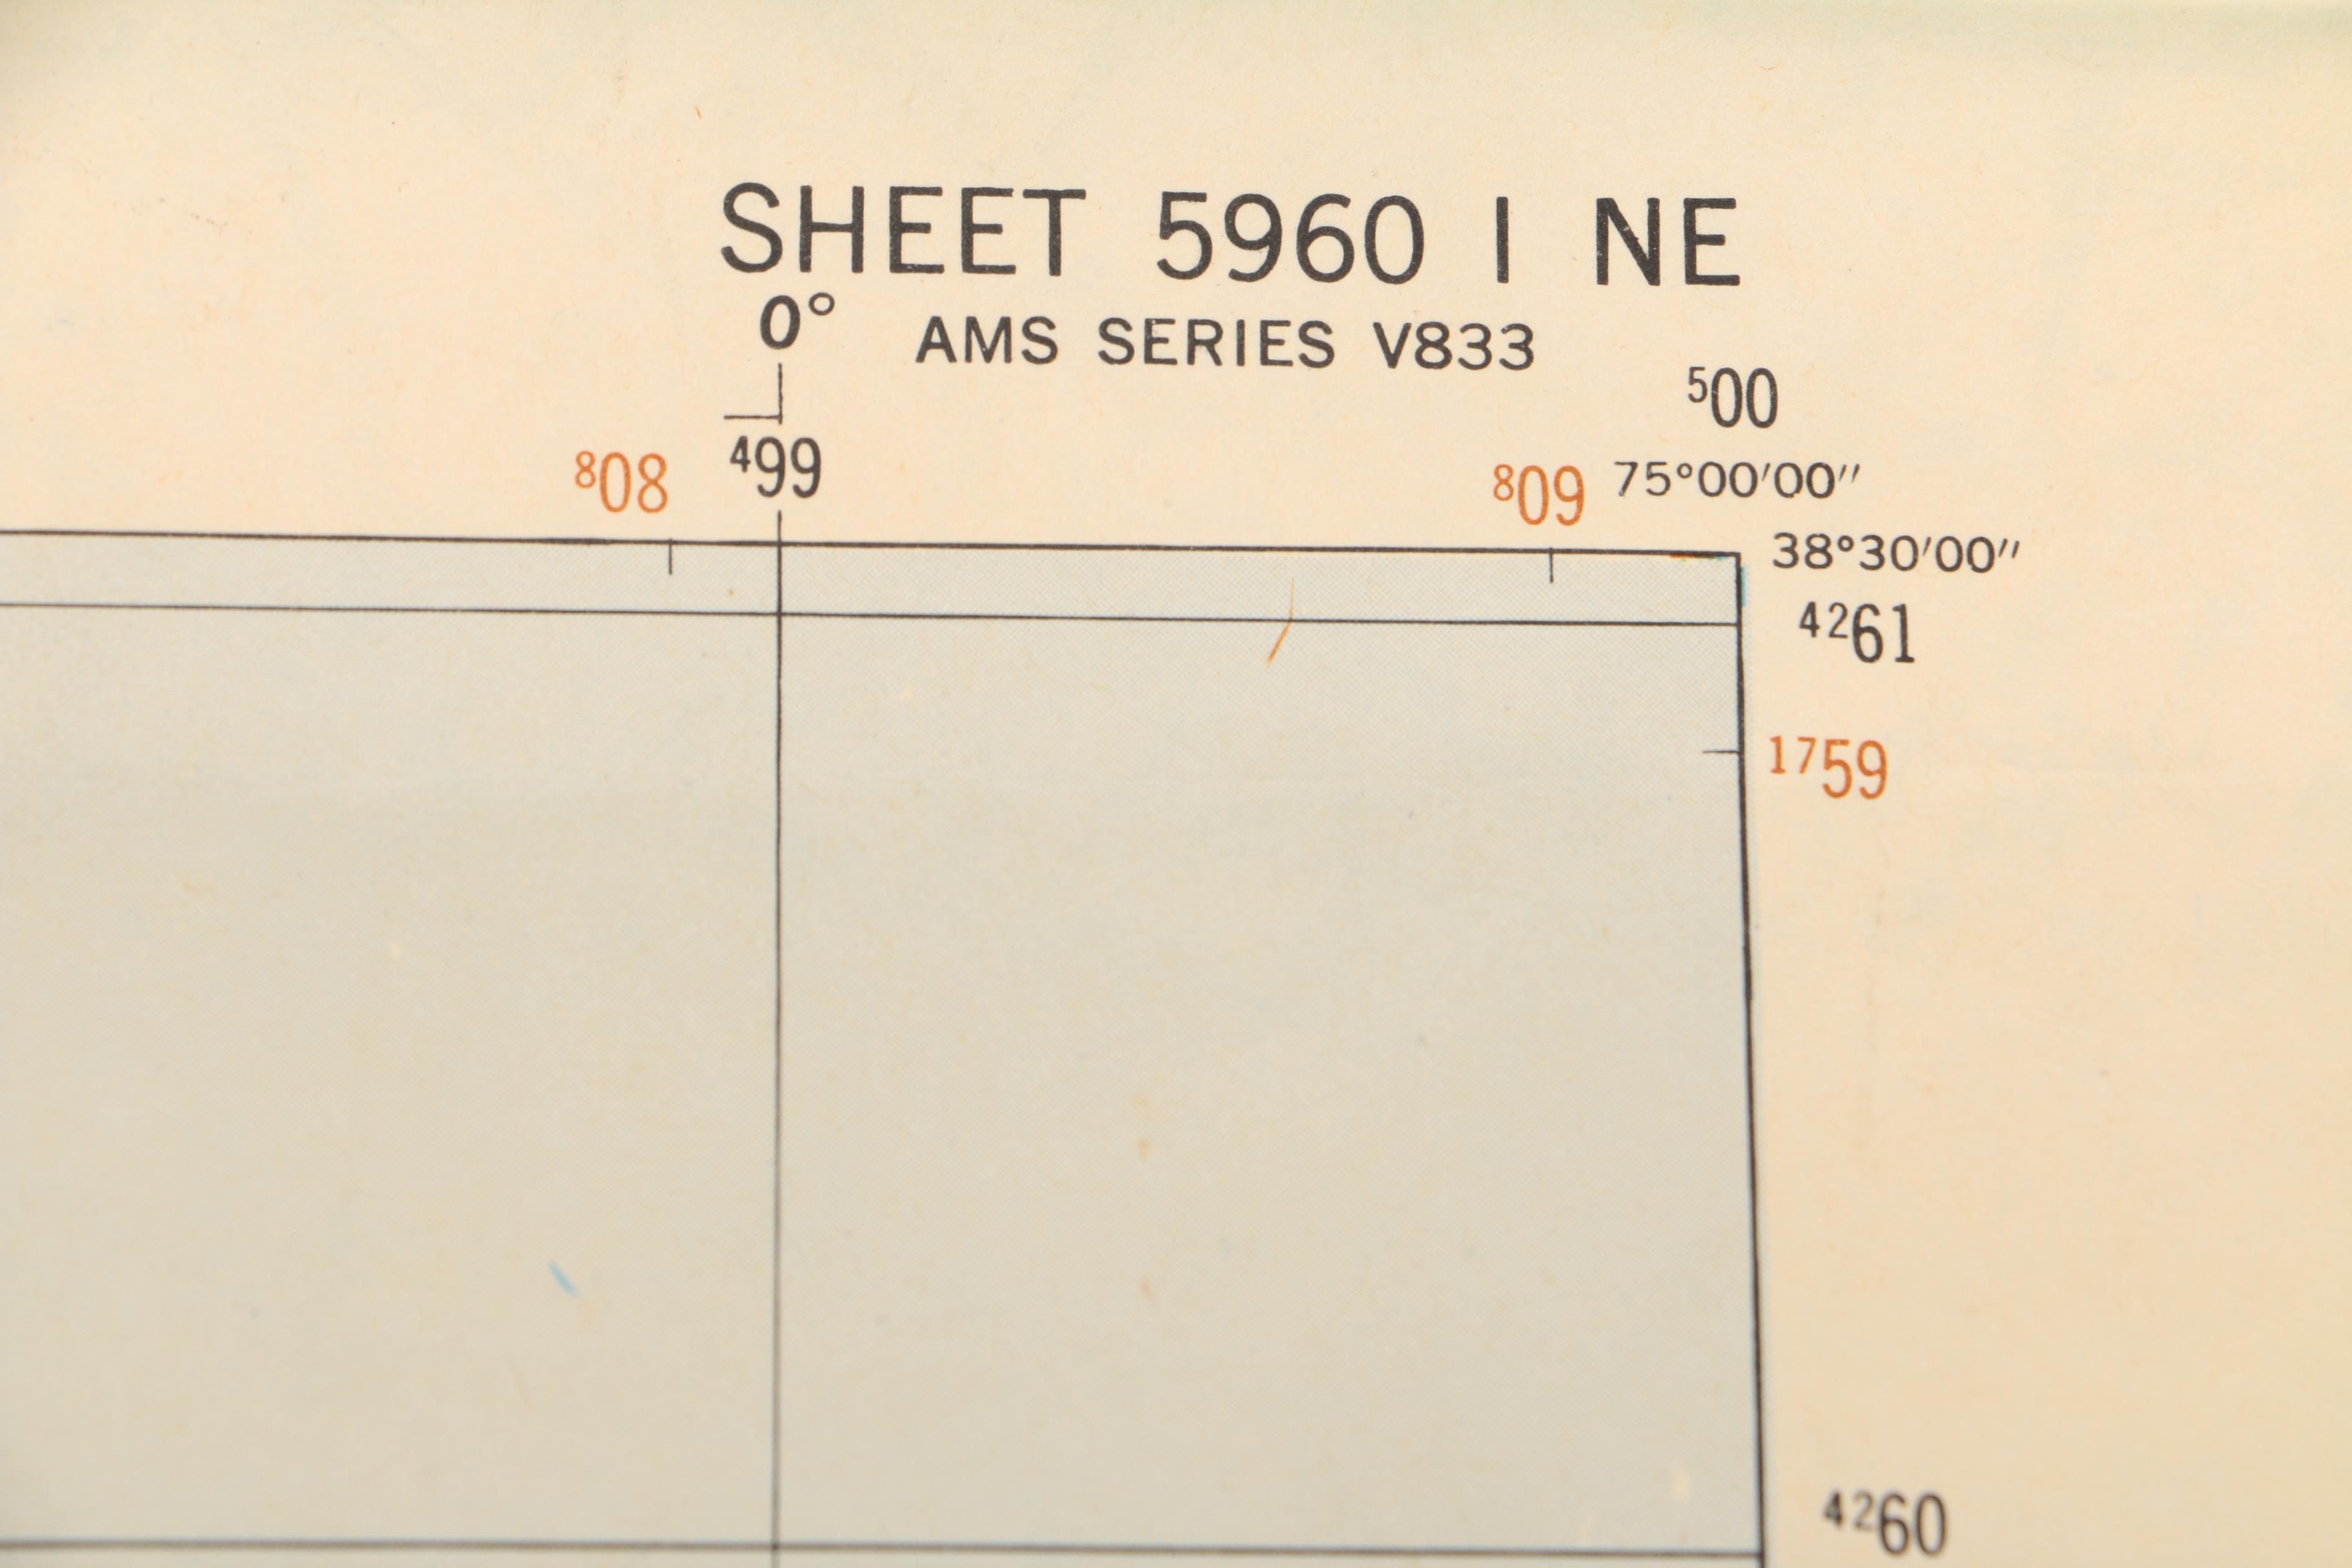 SHEET 5960 I NE
0° AMS SERIES V833
500
808 499 809 75°00′00″
38°30′00″
4261
1759
4260